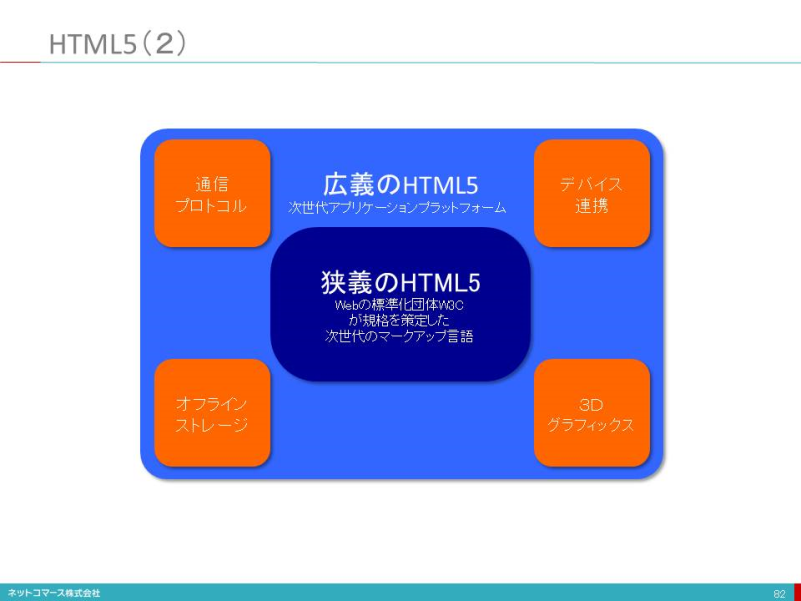 HTML5（２）
通信
プロトコル
広義のHTML5
次世代アプリケーションプラットフォーム
デバイス
連携
狭義のHTML5
Webの標準化団体W3C
が規格を策定した
次世代のマークアップ言語
オフライン
ストレージ
3D
グラフィックス
ネットコマース株式会社
82